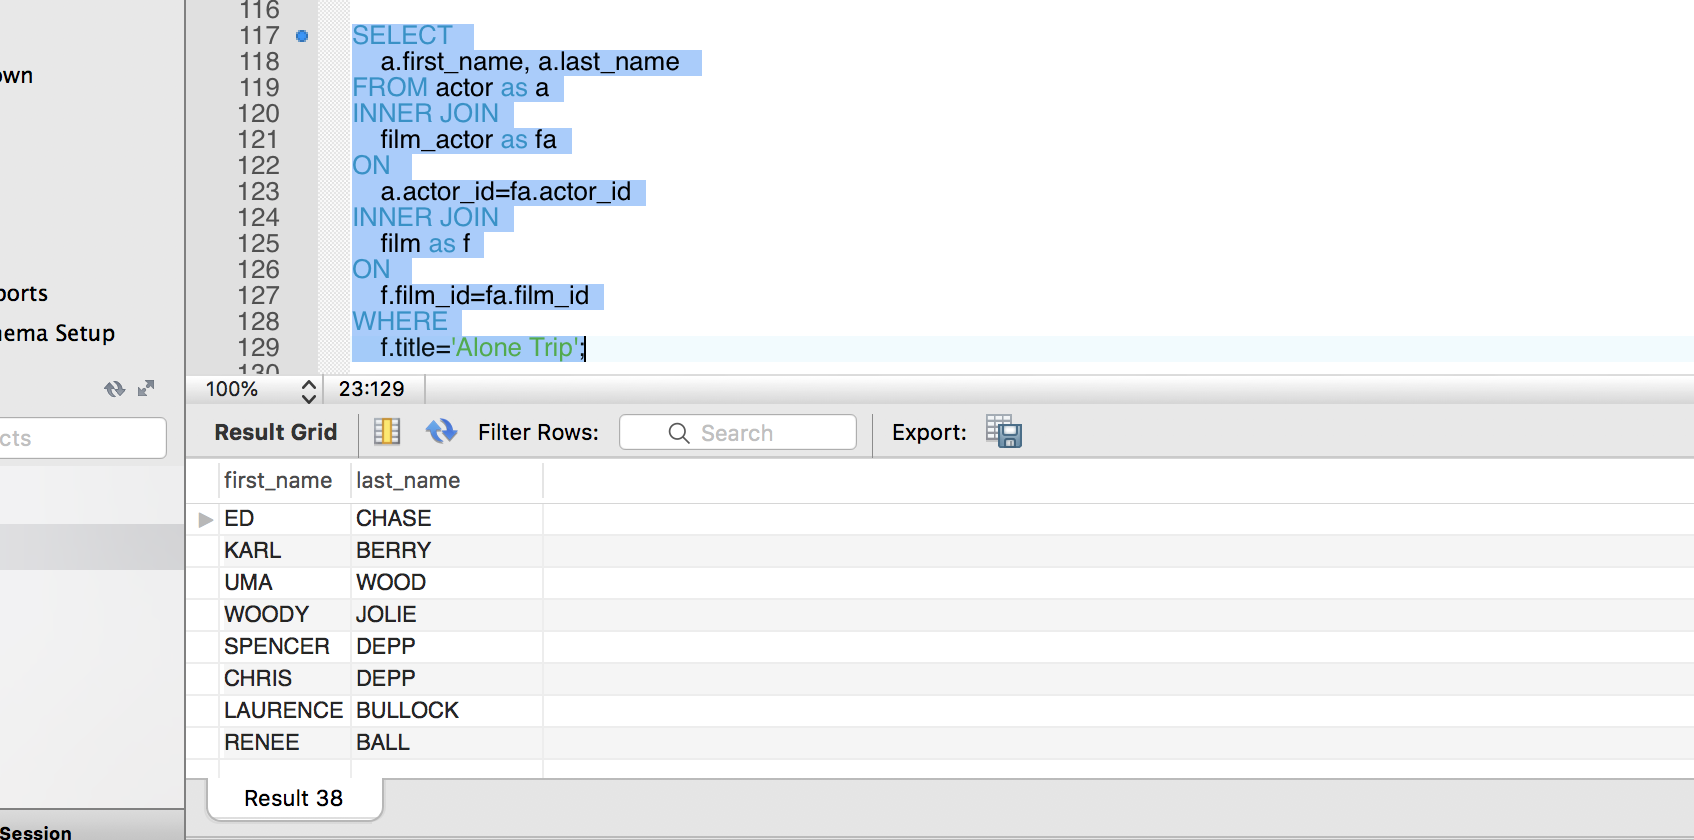 116
117 SELECT
own
118 a.first_name, a.last_name
119 FROM actor as a
120 INNER JOIN
121 film_actor as fa
122 ON
123 a.actor_id=fa.actor_id
124 INNER JOIN
125 film as f
126 ON
ports
127 f.film_id=fa.film_id
128 WHERE
ema Setup
129 f.title='Alone Trip';
130
100% 23:129
cts
Result Grid Filter Rows: Search Export:
first_name last_name
ED CHASE
KARL BERRY
UMA WOOD
WOODY JOLIE
SPENCER DEPP
CHRIS DEPP
LAURENCE BULLOCK
RENEE BALL
Result 38
Session